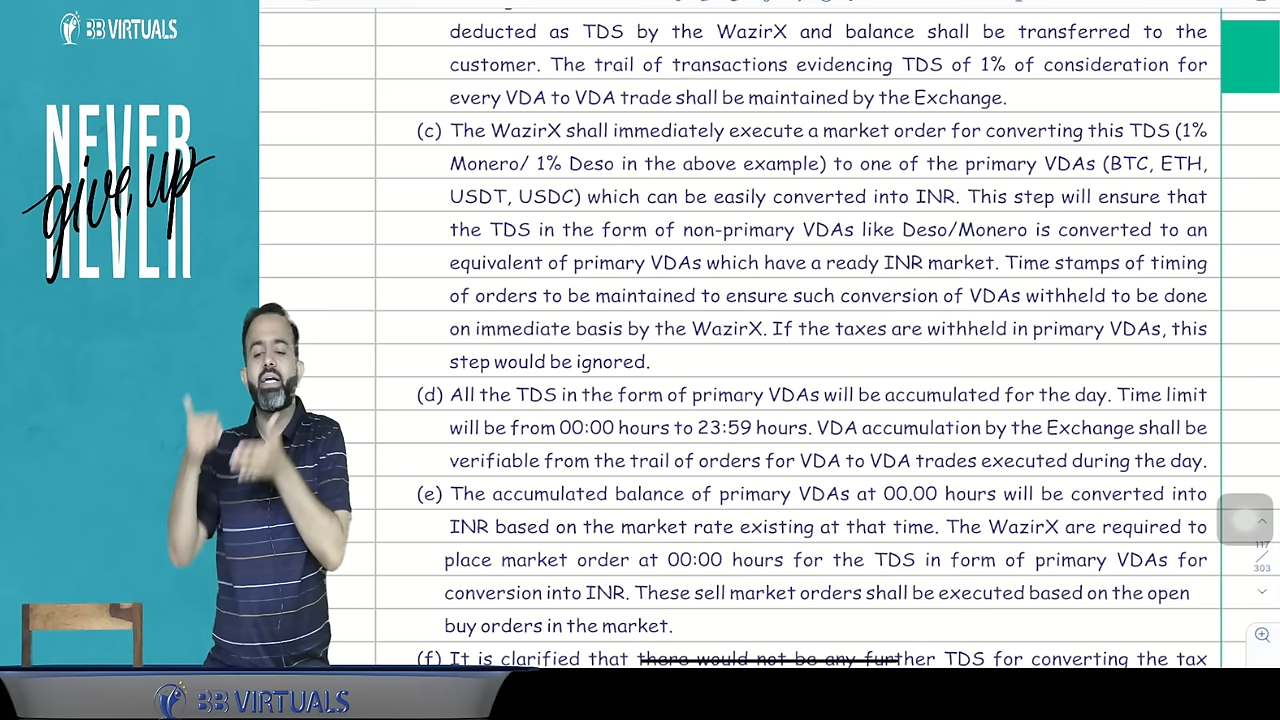 BB VIRTUALS
NEVER
give up
NEVER
deducted as TDS by the WazirX and balance shall be transferred to the
customer. The trail of transactions evidencing TDS of 1% of consideration for
every VDA to VDA trade shall be maintained by the Exchange.
(c) The WazirX shall immediately execute a market order for converting this TDS (1%
Monero/ 1% Deso in the above example) to one of the primary VDAs (BTC, ETH,
USDT, USDC) which can be easily converted into INR. This step will ensure that
the TDS in the form of non-primary VDAs like Deso/Monero is converted to an
equivalent of primary VDAs which have a ready INR market. Time stamps of timing
of orders to be maintained to ensure such conversion of VDAs withheld to be done
on immediate basis by the WazirX. If the taxes are withheld in primary VDAs, this
step would be ignored.
(d) All the TDS in the form of primary VDAs will be accumulated for the day. Time limit
will be from 00:00 hours to 23:59 hours. VDA accumulation by the Exchange shall be
verifiable from the trail of orders for VDA to VDA trades executed during the day.
(e) The accumulated balance of primary VDAs at 00.00 hours will be converted into
INR based on the market rate existing at that time. The WazirX are required to
place market order at 00:00 hours for the TDS in form of primary VDAs for
conversion into INR. These sell market orders shall be executed based on the open
buy orders in the market.
(f) It is clarified that there would not be any further TDS for converting the tax
117
303
BB VIRTUALS